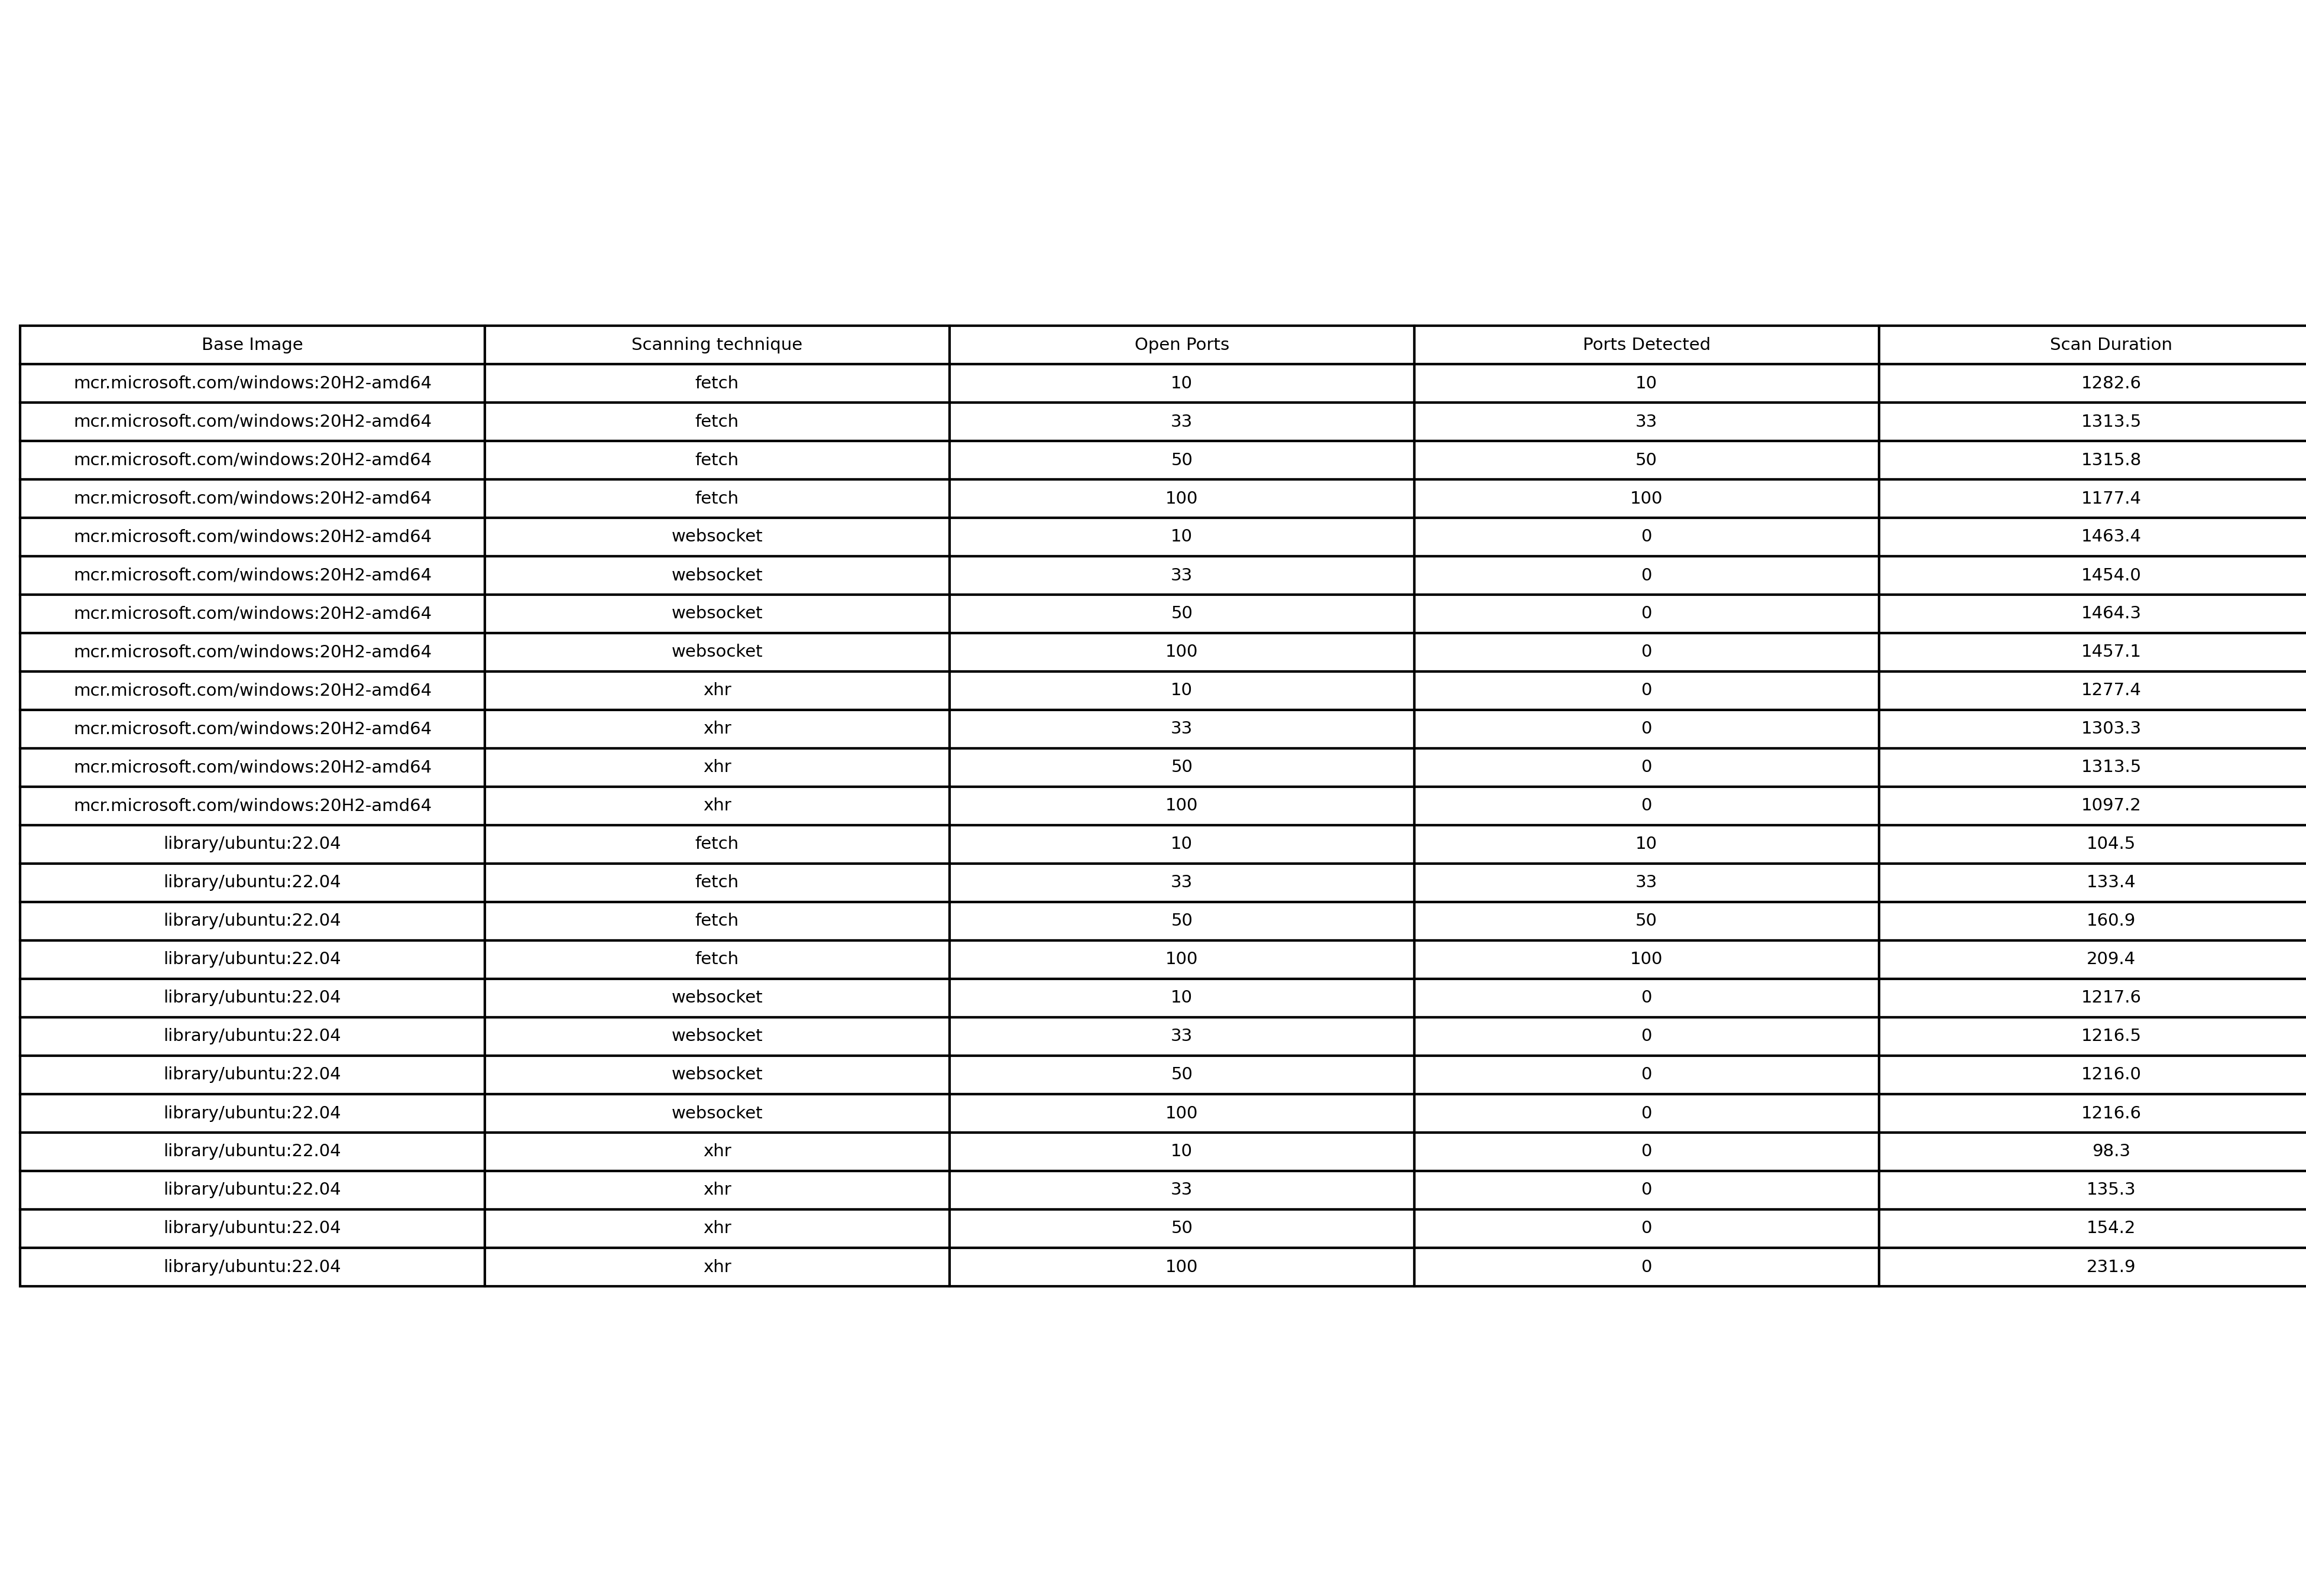 Base Image Scanning technique Open Ports Ports Detected Scan Duration
mcr.microsoft.com/windows:20H2-amd64 fetch 10 10 1282.6
mcr.microsoft.com/windows:20H2-amd64 fetch 33 33 1313.5
mcr.microsoft.com/windows:20H2-amd64 fetch 50 50 1315.8
mcr.microsoft.com/windows:20H2-amd64 fetch 100 100 1177.4
mcr.microsoft.com/windows:20H2-amd64 websocket 10 0 1463.4
mcr.microsoft.com/windows:20H2-amd64 websocket 33 0 1454.0
mcr.microsoft.com/windows:20H2-amd64 websocket 50 0 1464.3
mcr.microsoft.com/windows:20H2-amd64 websocket 100 0 1457.1
mcr.microsoft.com/windows:20H2-amd64 xhr 10 0 1277.4
mcr.microsoft.com/windows:20H2-amd64 xhr 33 0 1303.3
mcr.microsoft.com/windows:20H2-amd64 xhr 50 0 1313.5
mcr.microsoft.com/windows:20H2-amd64 xhr 100 0 1097.2
library/ubuntu:22.04 fetch 10 10 104.5
library/ubuntu:22.04 fetch 33 33 133.4
library/ubuntu:22.04 fetch 50 50 160.9
library/ubuntu:22.04 fetch 100 100 209.4
library/ubuntu:22.04 websocket 10 0 1217.6
library/ubuntu:22.04 websocket 33 0 1216.5
library/ubuntu:22.04 websocket 50 0 1216.0
library/ubuntu:22.04 websocket 100 0 1216.6
library/ubuntu:22.04 xhr 10 0 98.3
library/ubuntu:22.04 xhr 33 0 135.3
library/ubuntu:22.04 xhr 50 0 154.2
library/ubuntu:22.04 xhr 100 0 231.9